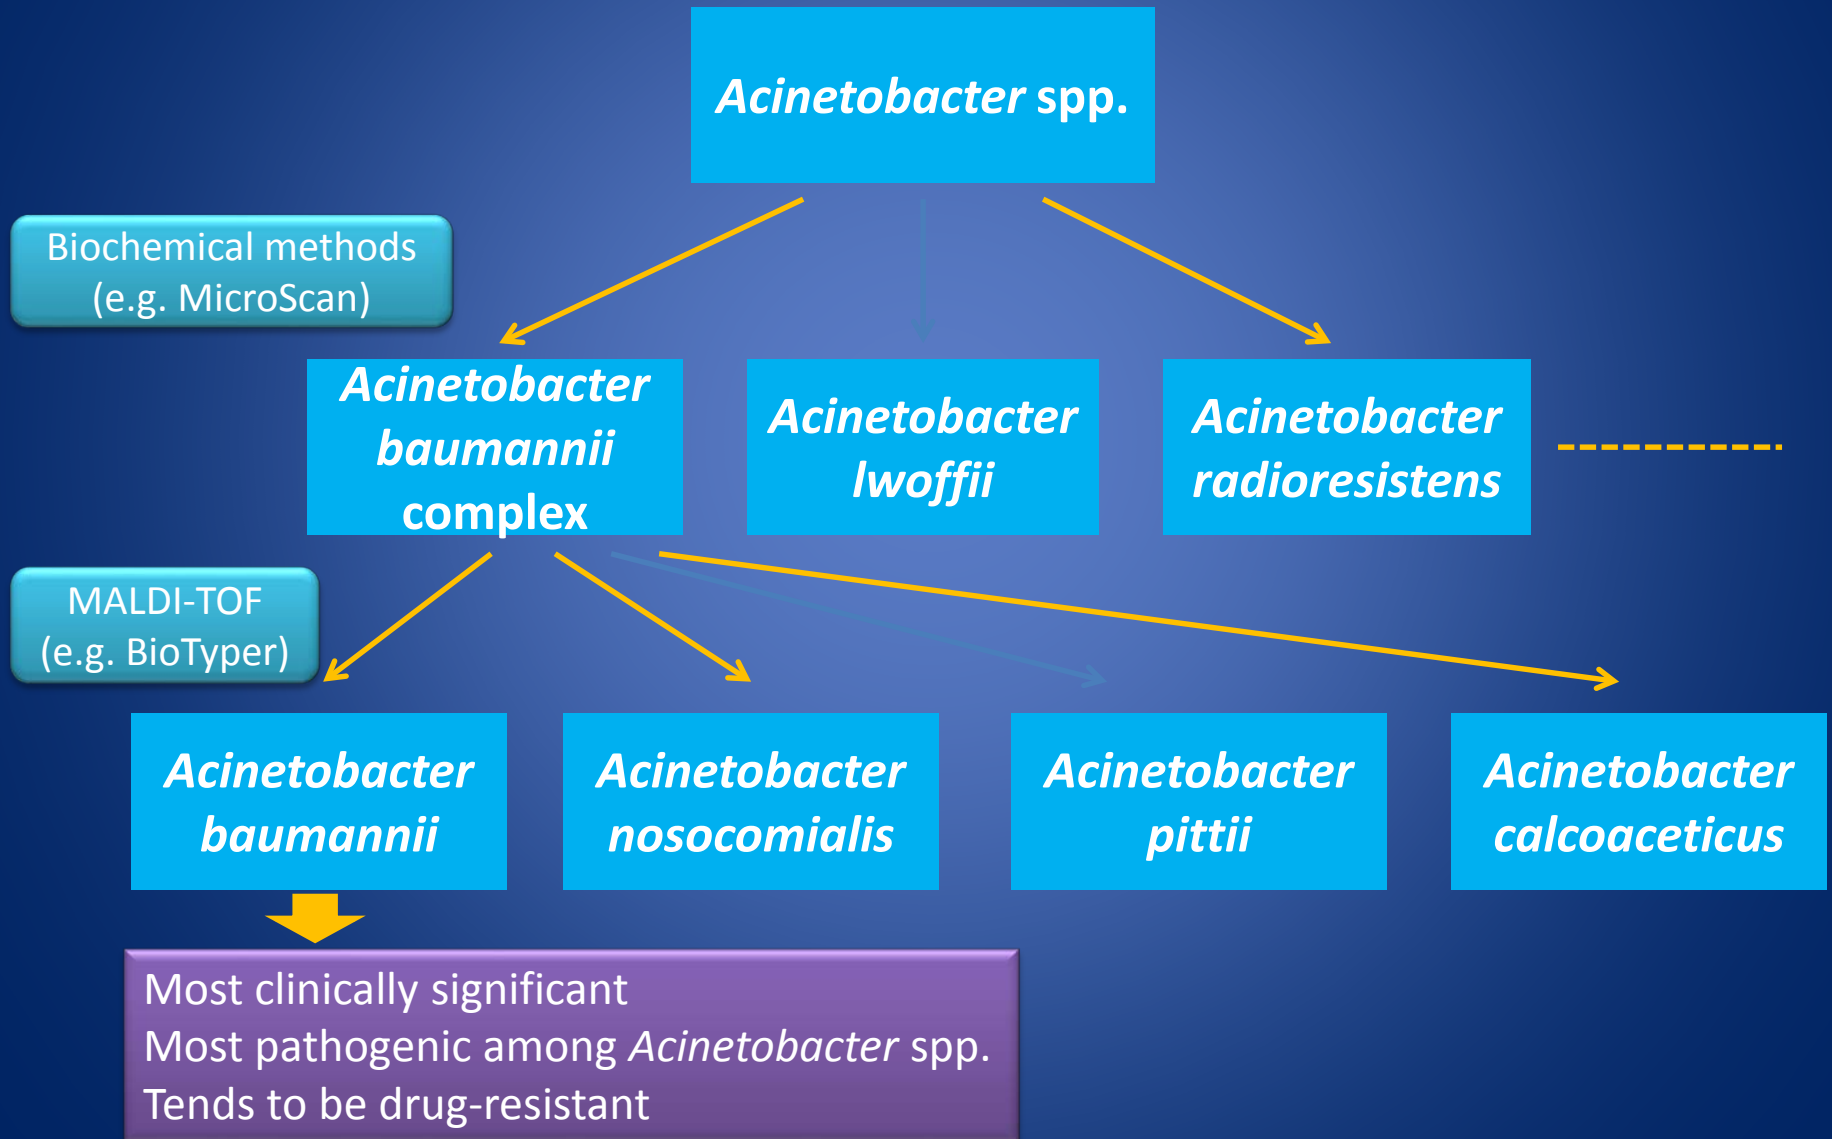 Acinetobacter spp.
Biochemical methods
(e.g. MicroScan)
Acinetobacter
baumannii
complex
Acinetobacter
lwoffii
Acinetobacter
radioresistens
MALDI-TOF
(e.g. BioTyper)
Acinetobacter
baumannii
Acinetobacter
nosocomialis
Acinetobacter
pittii
Acinetobacter
calcoaceticus
Most clinically significant
Most pathogenic among Acinetobacter spp.
Tends to be drug-resistant